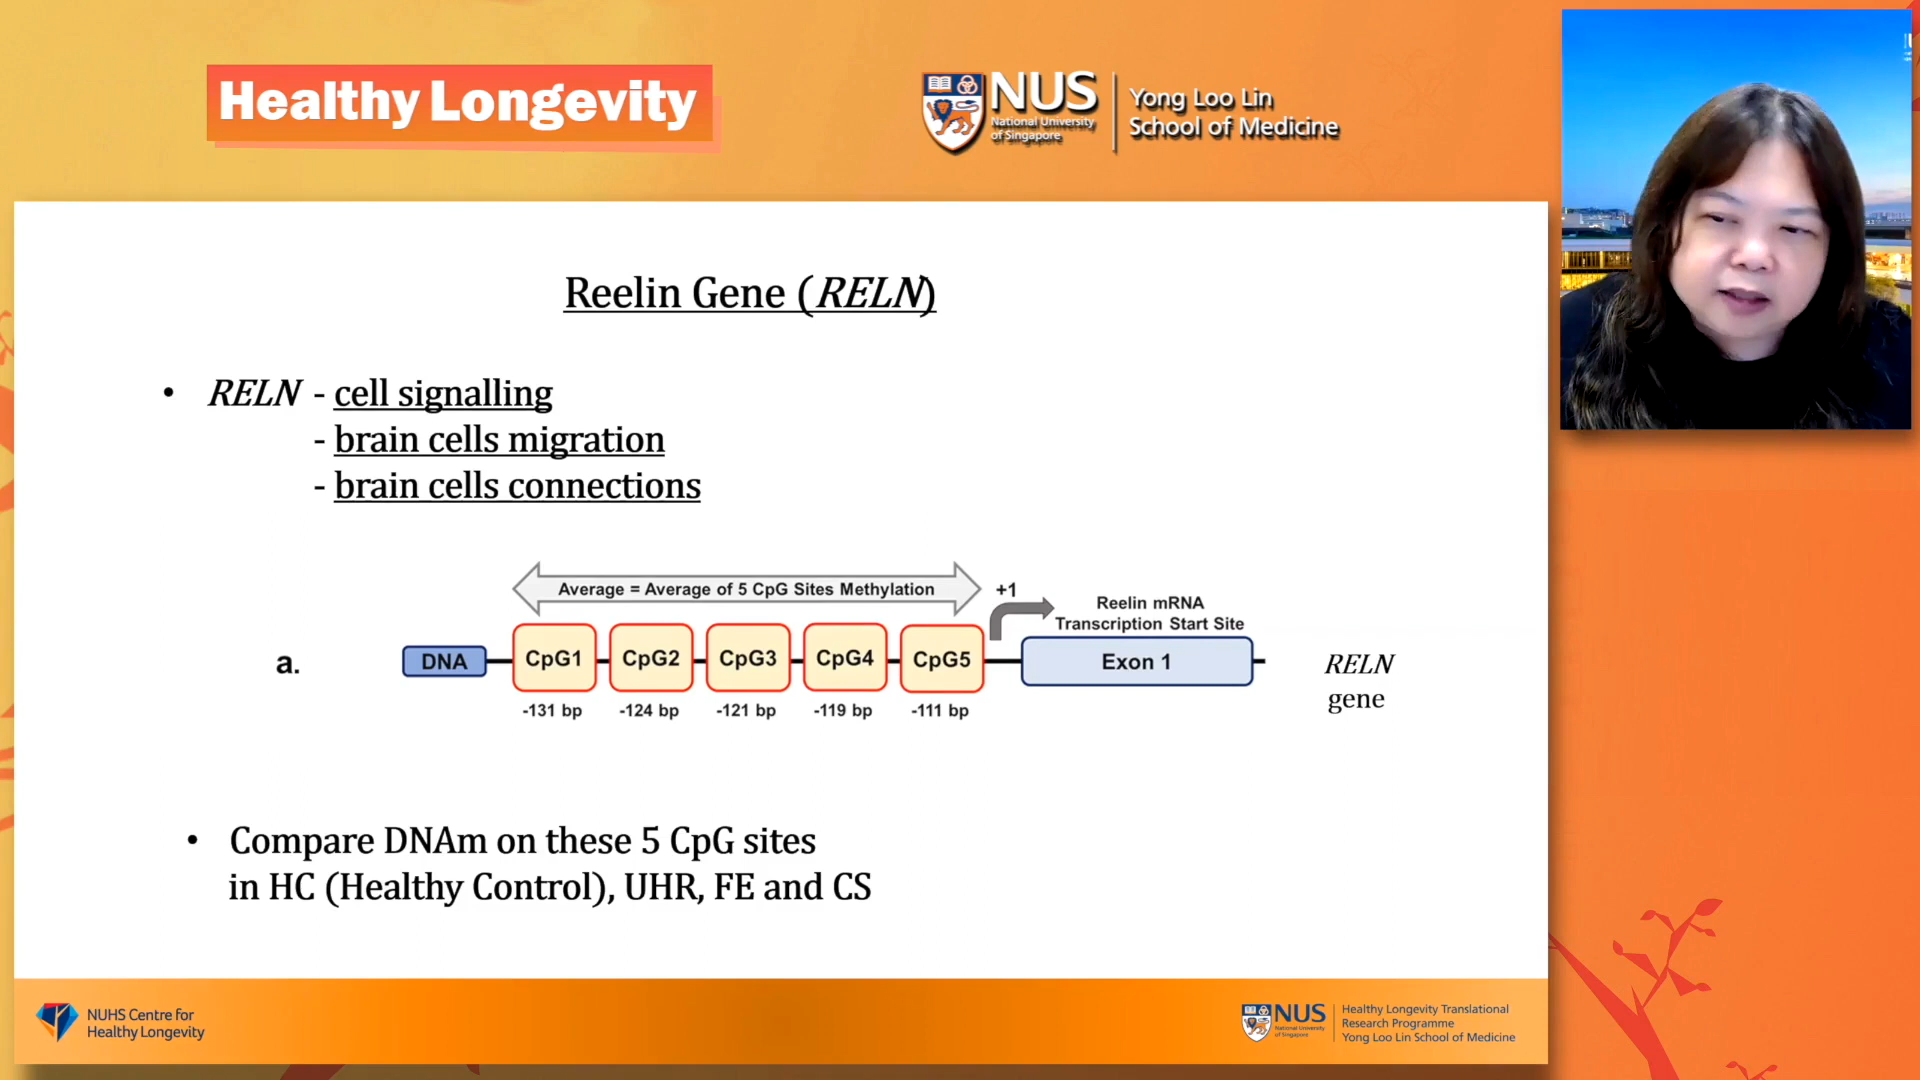 Healthy Longevity
NUS
National University
of Singapore
Yong Loo Lin
School of Medicine
Reelin Gene (RELN)
• RELN - cell signalling
- brain cells migration
- brain cells connections
Average = Average of 5 CpG Sites Methylation
+1
Reelin mRNA
Transcription Start Site
a.
DNA
CpG1
CpG2
CpG3
CpG4
CpG5
Exon 1
RELN
gene
-131 bp
-124 bp
-121 bp
-119 bp
-111 bp
• Compare DNAm on these 5 CpG sites
in HC (Healthy Control), UHR, FE and CS
NUHS Centre for
Healthy Longevity
NUS
National University
of Singapore
Healthy Longevity Translational
Research Programme
Yong Loo Lin School of Medicine